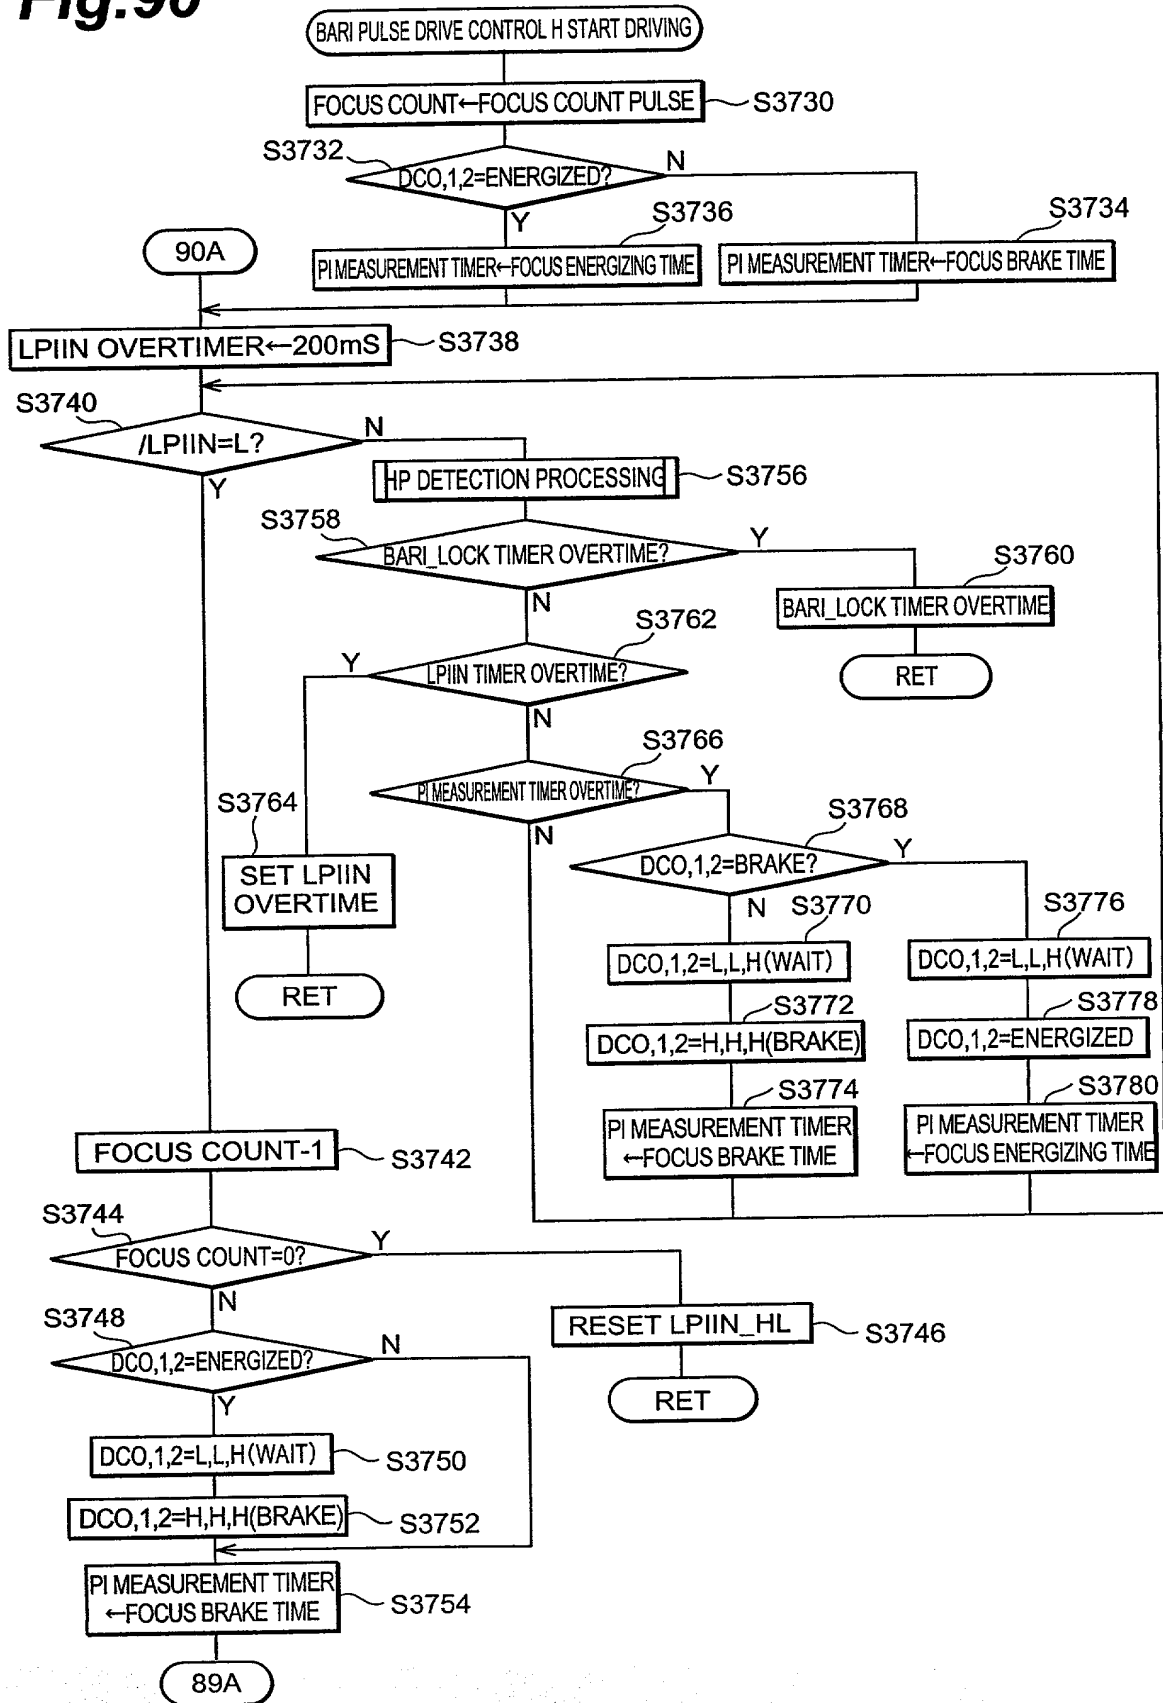 Fig.90
BARI PULSE DRIVE CONTROL H START DRIVING
FOCUS COUNT←FOCUS COUNT PULSE
S3730
S3732
DCO,1,2=ENERGIZED?
N
Y
S3736
S3734
90A
PI MEASUREMENT TIMER←FOCUS ENERGIZING TIME
PI MEASUREMENT TIMER←FOCUS BRAKE TIME
LPIIN OVERTIMER←200mS
S3738
S3740
/LPIIN=L?
N
Y
HP DETECTION PROCESSING
S3756
S3758
BARI_LOCK TIMER OVERTIME?
Y
N
S3760
BARI_LOCK TIMER OVERTIME
RET
S3762
LPIIN TIMER OVERTIME?
Y
N
S3766
PI MEASUREMENT TIMER OVERTIME?
Y
N
S3764
SET LPIIN
OVERTIME
RET
S3768
DCO,1,2=BRAKE?
Y
N
S3770
DCO,1,2=L,L,H(WAIT)
S3772
DCO,1,2=H,H,H(BRAKE)
S3774
PI MEASUREMENT TIMER
←FOCUS BRAKE TIME
S3776
DCO,1,2=L,L,H(WAIT)
S3778
DCO,1,2=ENERGIZED
S3780
PI MEASUREMENT TIMER
←FOCUS ENERGIZING TIME
FOCUS COUNT-1
S3742
S3744
FOCUS COUNT=0?
Y
N
RESET LPIIN_HL
S3746
RET
S3748
DCO,1,2=ENERGIZED?
N
Y
DCO,1,2=L,L,H(WAIT)
S3750
DCO,1,2=H,H,H(BRAKE)
S3752
PI MEASUREMENT TIMER
←FOCUS BRAKE TIME
S3754
89A